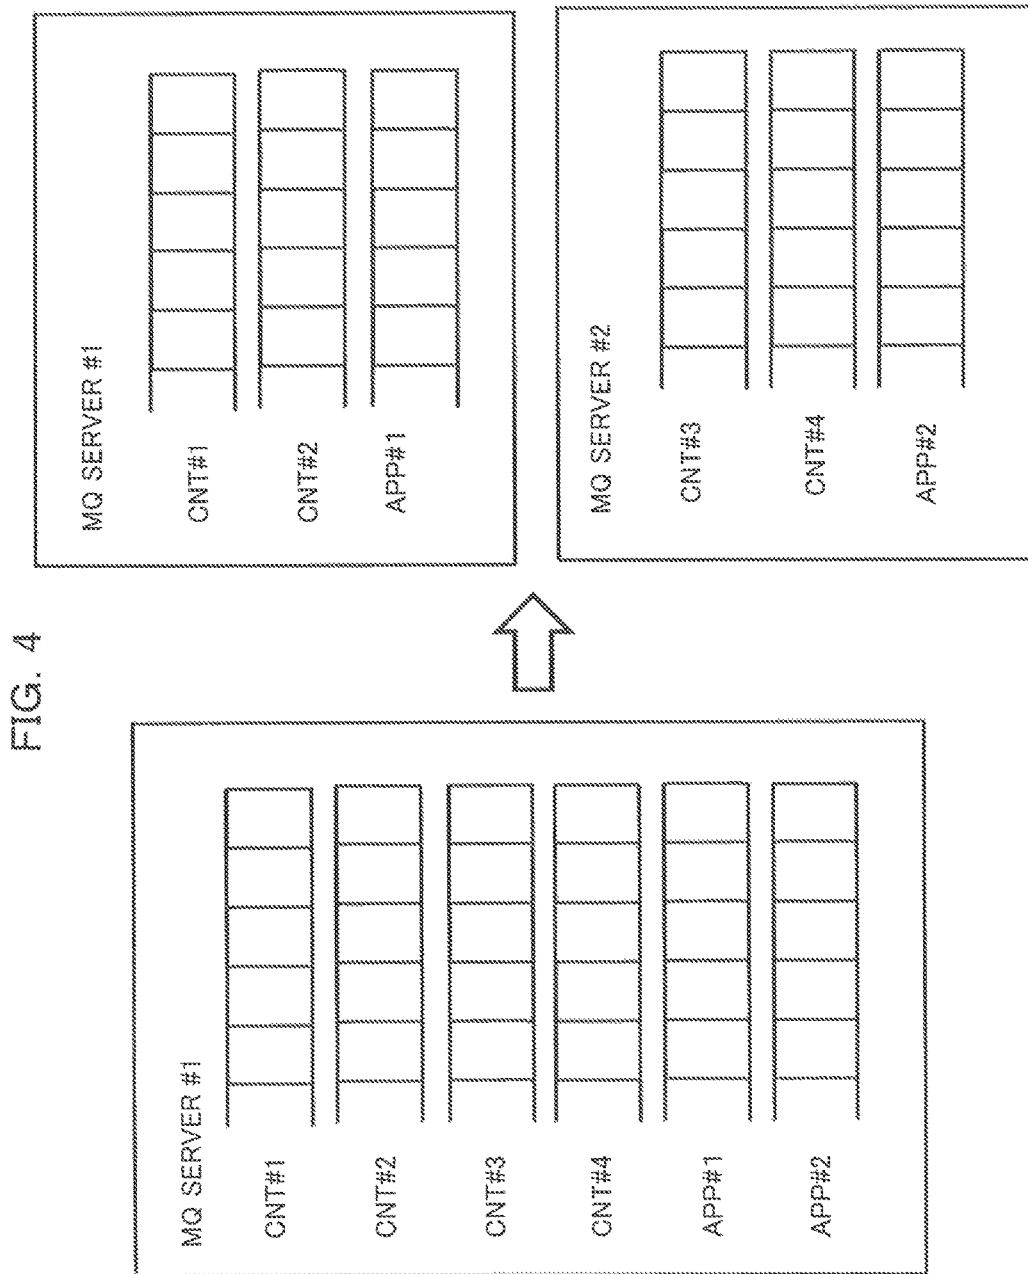 FIG. 4
MQ SERVER #1
CNT#1
CNT#2
CNT#3
CNT#4
APP#1
APP#2
MQ SERVER #1
CNT#1
CNT#2
APP#1
MQ SERVER #2
CNT#3
CNT#4
APP#2